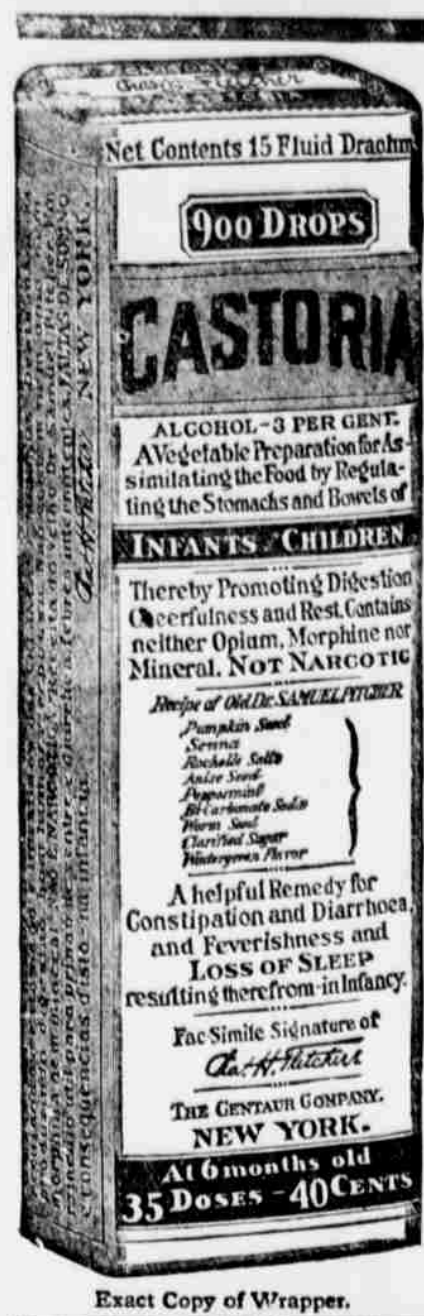 Net Contents 15 Fluid Drachm
900 DROPS
CASTORIA
ALCOHOL-3 PER CENT.
A Vegetable Preparation for As-
similating the Food by Regula-
ting the Stomachs and Bowels of
INFANTS CHILDREN
Thereby Promoting Digestion
Cheerfulness and Rest. Contains
neither Opium, Morphine nor
Mineral. NOT NARCOTIC
Recipe of Old Dr. SAMUEL PITCHER
Pumpkin Seed
Senna
Rochelle Salts
Anise Seed
Peppermint
Bi-Carbonate Soda
Worm Seed
Clarified Sugar
Wintergreen Flavor
A helpful Remedy for
Constipation and Diarrhoea,
and Feverishness and
LOSS OF SLEEP
resulting therefrom-in Infancy.
Fac Simile Signature of
Chas. H. Fletcher
THE CENTAUR COMPANY.
NEW YORK.
At 6 months old
35 DOSES - 40 CENTS
Chas. H. Fletcher NEW YORK.
Exact Copy of Wrapper.